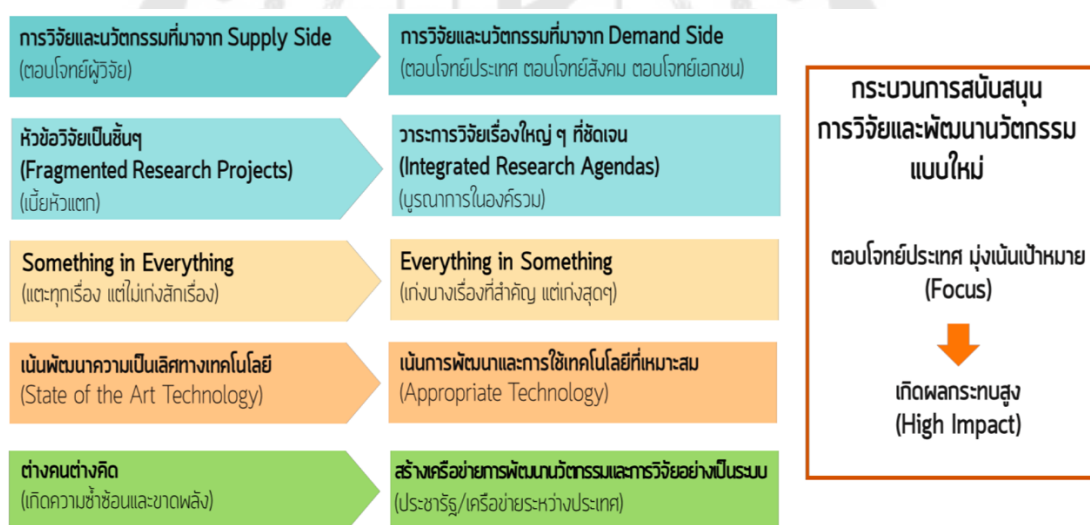 การวิจัยและนวัตกรรมที่มาจาก Supply Side
(ตอบโจทย์ผู้วิจัย)
การวิจัยและนวัตกรรมที่มาจาก Demand Side
(ตอบโจทย์ประเทศ ตอบโจทย์สังคม ตอบโจทย์เอกชน)
หัวข้อวิจัยเป็นชิ้นๆ
(Fragmented Research Projects)
(เบี้ยหัวแตก)
วาระการวิจัยเรื่องใหญ่ ๆ ที่ชัดเจน
(Integrated Research Agendas)
(บูรณาการในองค์รวม)
Something in Everything
(แตะทุกเรื่อง แต่ไม่เก่งสักเรื่อง)
Everything in Something
(เก่งบางเรื่องที่สำคัญ แต่เก่งสุดๆ)
เน้นพัฒนาความเป็นเลิศทางเทคโนโลยี
(State of the Art Technology)
เน้นการพัฒนาและการใช้เทคโนโลยีที่เหมาะสม
(Appropriate Technology)
ต่างคนต่างคิด
(เกิดความซ้ำซ้อนและขาดพลัง)
สร้างเครือข่ายการพัฒนานวัตกรรมและการวิจัยอย่างเป็นระบบ
(ประชารัฐ/เครือข่ายระหว่างประเทศ)
กระบวนการสนับสนุน
การวิจัยและพัฒนานวัตกรรม
แบบใหม่
ตอบโจทย์ประเทศ มุ่งเน้นเป้าหมาย
(Focus)
เกิดผลกระทบสูง
(High Impact)